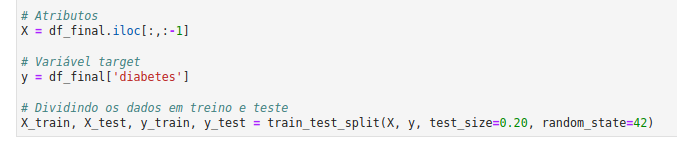 # Atributos
X = df_final.iloc[:,:-1]
# Variável target
y = df_final['diabetes']
# Dividindo os dados em treino e teste
X_train, X_test, y_train, y_test = train_test_split(X, y, test_size=0.20, random_state=42)